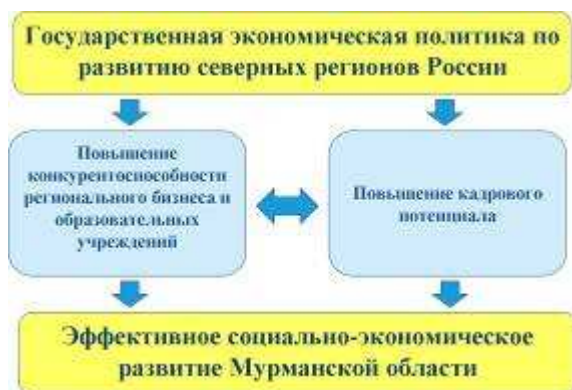 Государственная экономическая политика по
развитию северных регионов России
Повышение
конкурентоспособности
регионального бизнеса и
образовательных
учреждений
Повышение кадрового
потенциала
Эффективное социально-экономическое
развитие Мурманской области